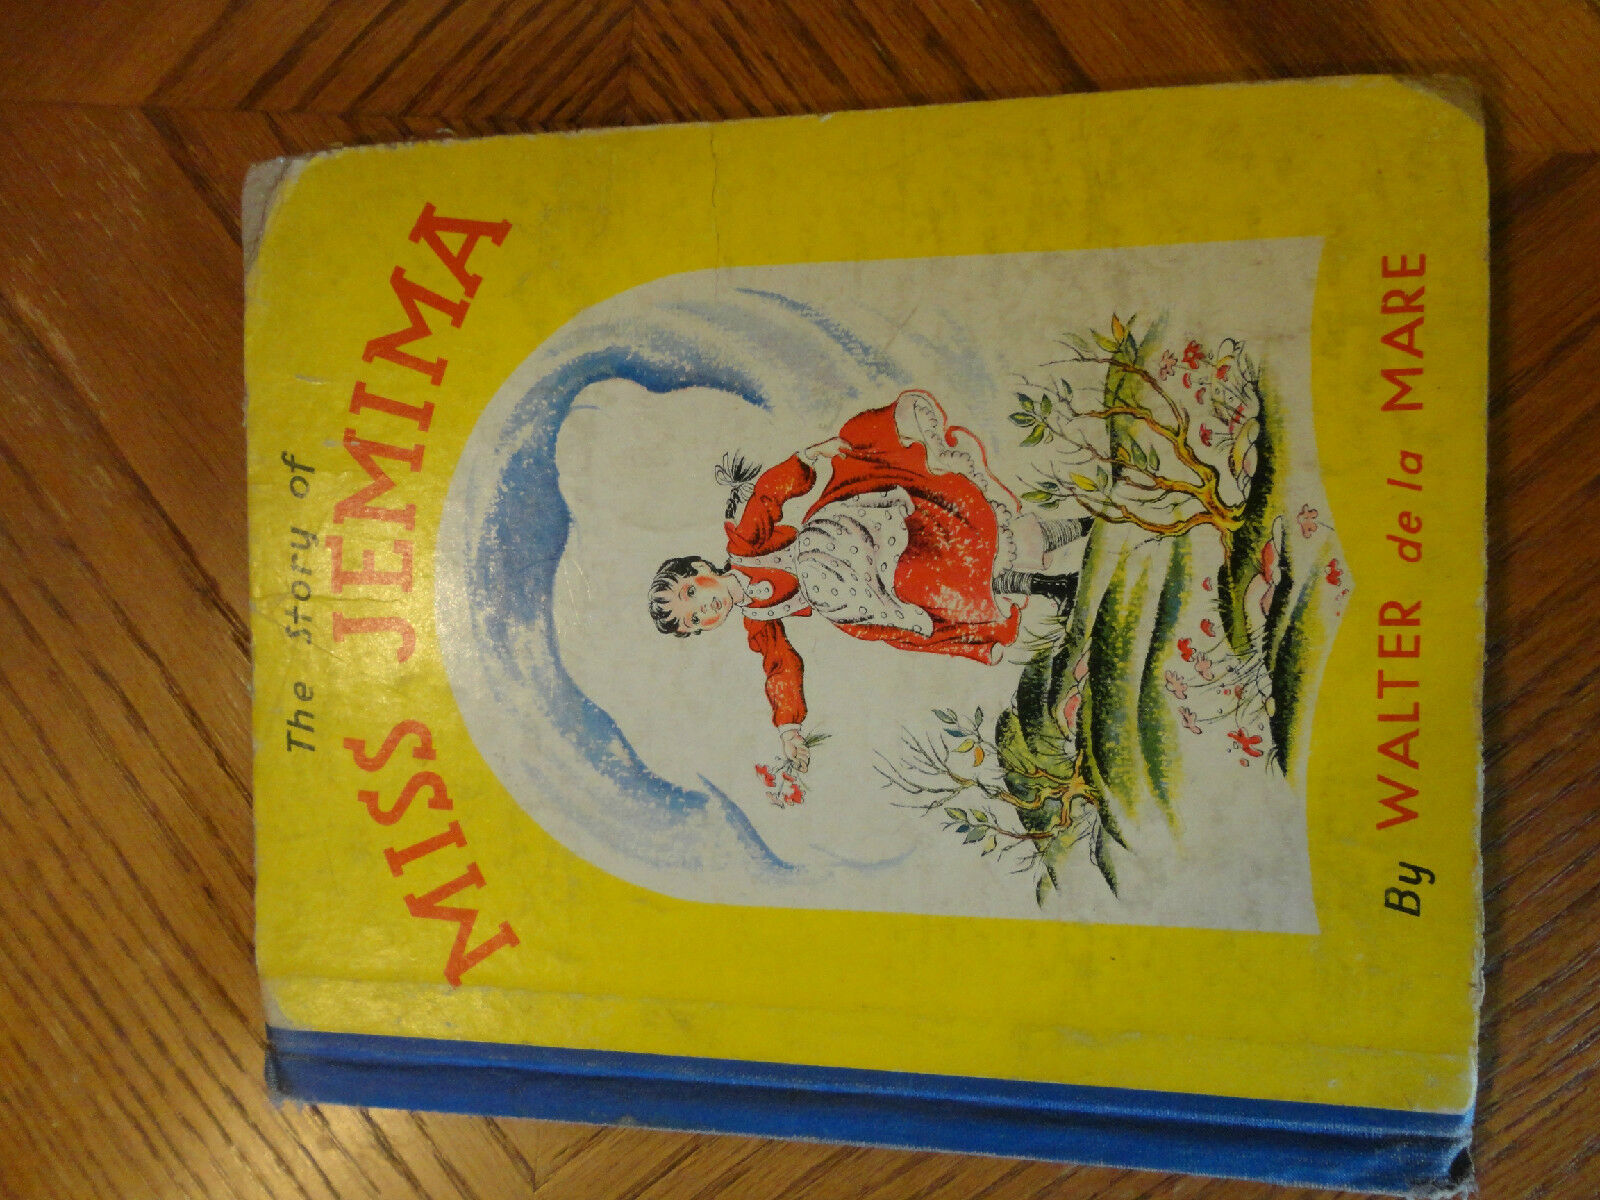 The Story of
MISS JEMIMA
By WALTER de la MARE